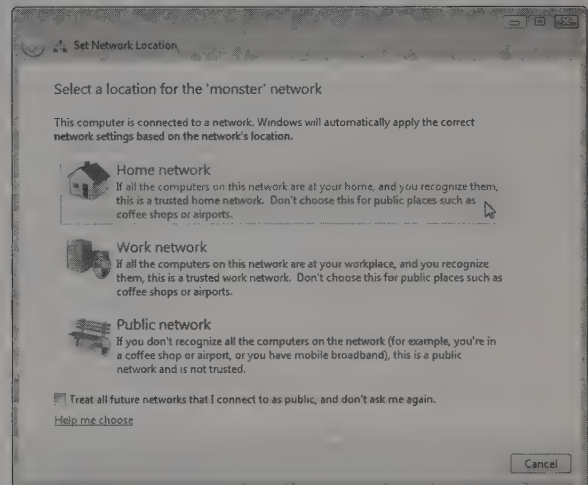 Set Network Location
Select a location for the 'monster' network
This computer is connected to a network. Windows will automatically apply the correct
network settings based on the network's location.
Home network
If all the computers on this network are at your home, and you recognize them,
this is a trusted home network. Don't choose this for public places such as
coffee shops or airports.
Work network
If all the computers on this network are at your workplace, and you recognize
them, this is a trusted work network. Don't choose this for public places such as
coffee shops or airports.
Public network
If you don't recognize all the computers on the network (for example, you're in
a coffee shop or airport, or you have mobile broadband), this is a public
network and is not trusted.
Treat all future networks that I connect to as public, and don't ask me again.
Help me choose
Cancel